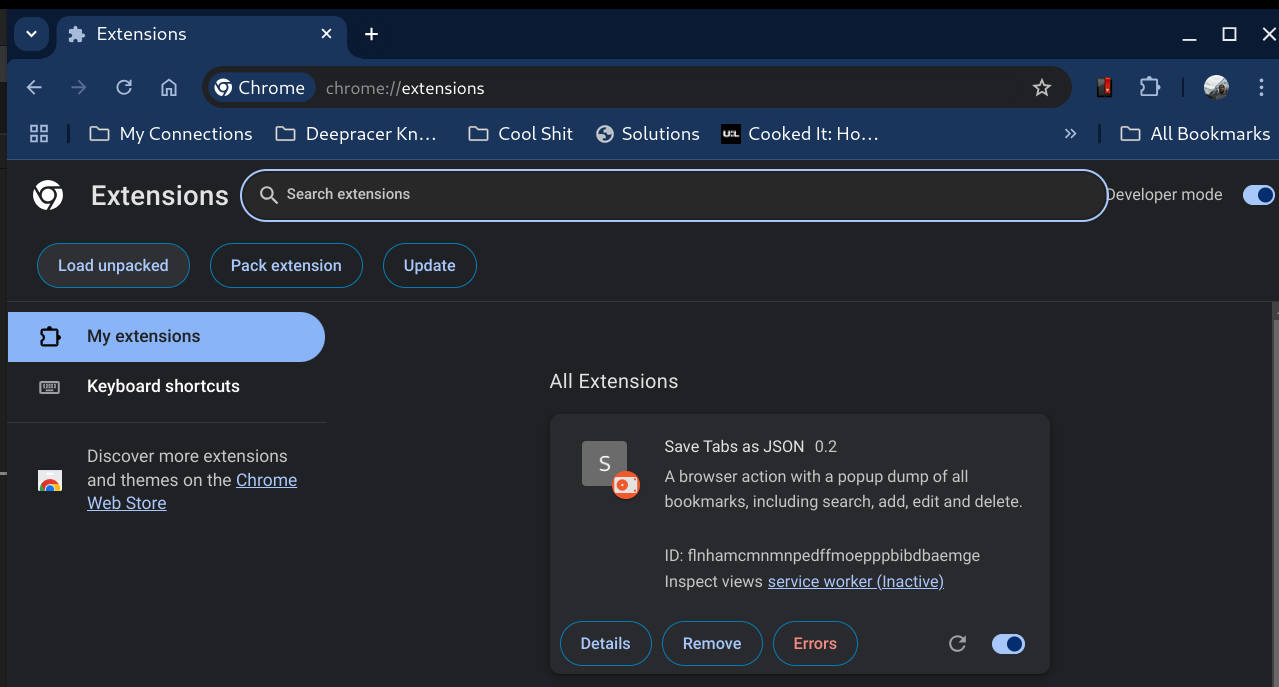 Extensions
Chrome chrome://extensions
My Connections Deepracer Kn... Cool Shit Solutions Cooked It: Ho... » All Bookmarks
Extensions Search extensions Developer mode
Load unpacked Pack extension Update
My extensions
Keyboard shortcuts
Discover more extensions
and themes on the Chrome
Web Store
All Extensions
S
Save Tabs as JSON 0.2
A browser action with a popup dump of all
bookmarks, including search, add, edit and delete.
ID: flnhamcmnmnpedffmoepppbibdbaemge
Inspect views service worker (Inactive)
Details Remove Errors